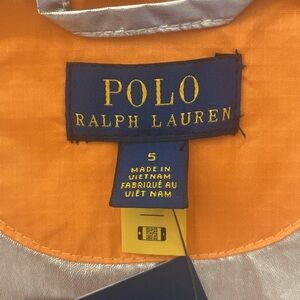 POLO
RALPH LAUREN
5
MADE IN
VIETNAM
FABRIQUÉ AU
VIÊT NAM